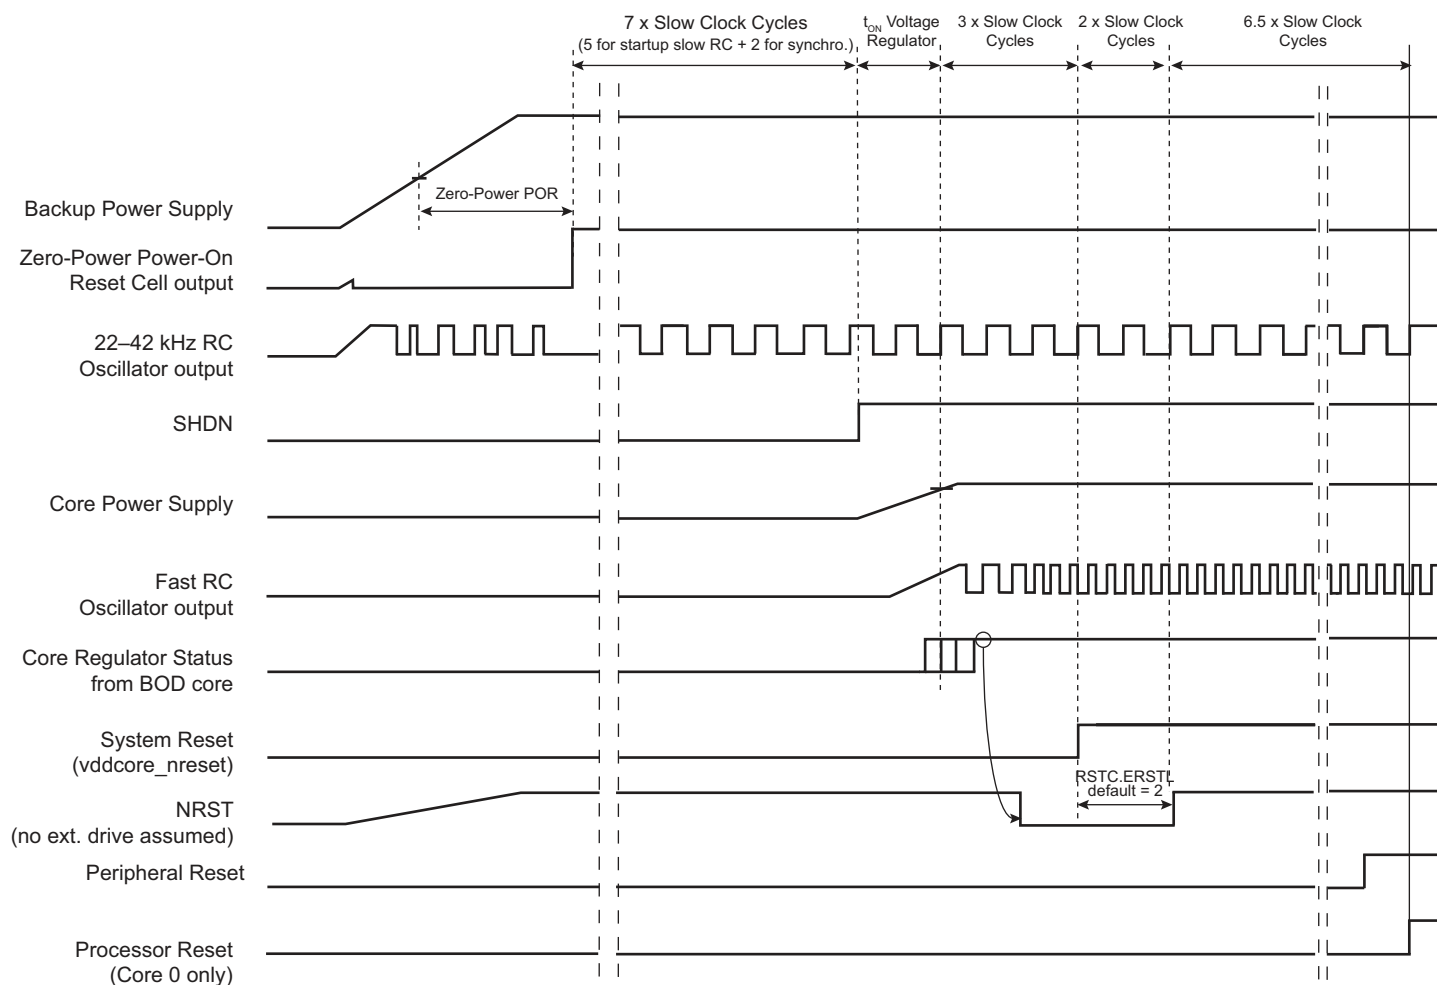 7 x Slow Clock Cycles
(5 for startup slow RC + 2 for synchro.)
tON Voltage
Regulator
3 x Slow Clock
Cycles
2 x Slow Clock
Cycles
6.5 x Slow Clock
Cycles
Zero-Power POR
Backup Power Supply
Zero-Power Power-On
Reset Cell output
22–42 kHz RC
Oscillator output
SHDN
Core Power Supply
Fast RC
Oscillator output
Core Regulator Status
from BOD core
System Reset
(vddcore_nreset)
RSTC.ERSTL
default = 2
NRST
(no ext. drive assumed)
Peripheral Reset
Processor Reset
(Core 0 only)